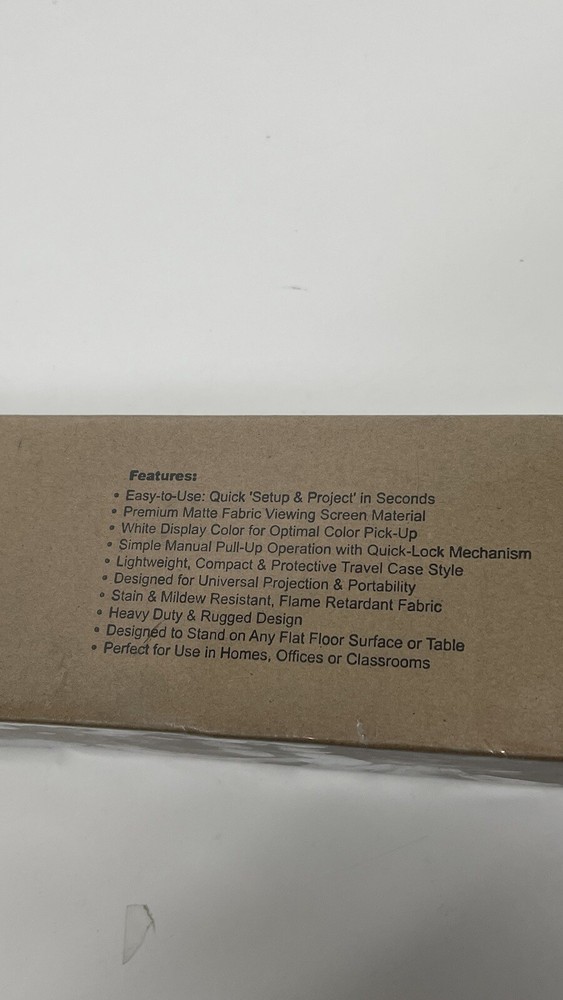 Features:
• Easy-to-Use: Quick 'Setup & Project' in Seconds
• Premium Matte Fabric Viewing Screen Material
• White Display Color for Optimal Color Pick-Up
• Simple Manual Pull-Up Operation with Quick-Lock Mechanism
• Lightweight, Compact & Protective Travel Case Style
• Designed for Universal Projection & Portability
• Stain & Mildew Resistant, Flame Retardant Fabric
• Heavy Duty & Rugged Design
• Designed to Stand on Any Flat Floor Surface or Table
• Perfect for Use in Homes, Offices or Classrooms